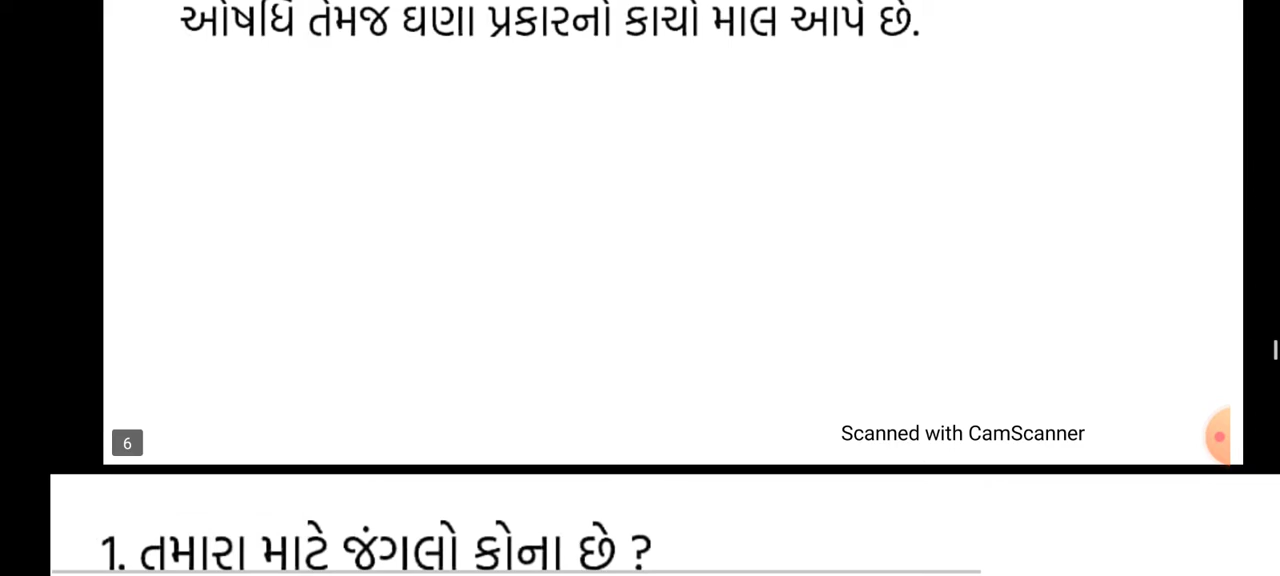 ઔષધિ તેમજ ઘણા પ્રકારનો કાચો માલ આપે છે.
Scanned with CamScanner
6
1. તમારા માટે જંગલો કોના છે ?